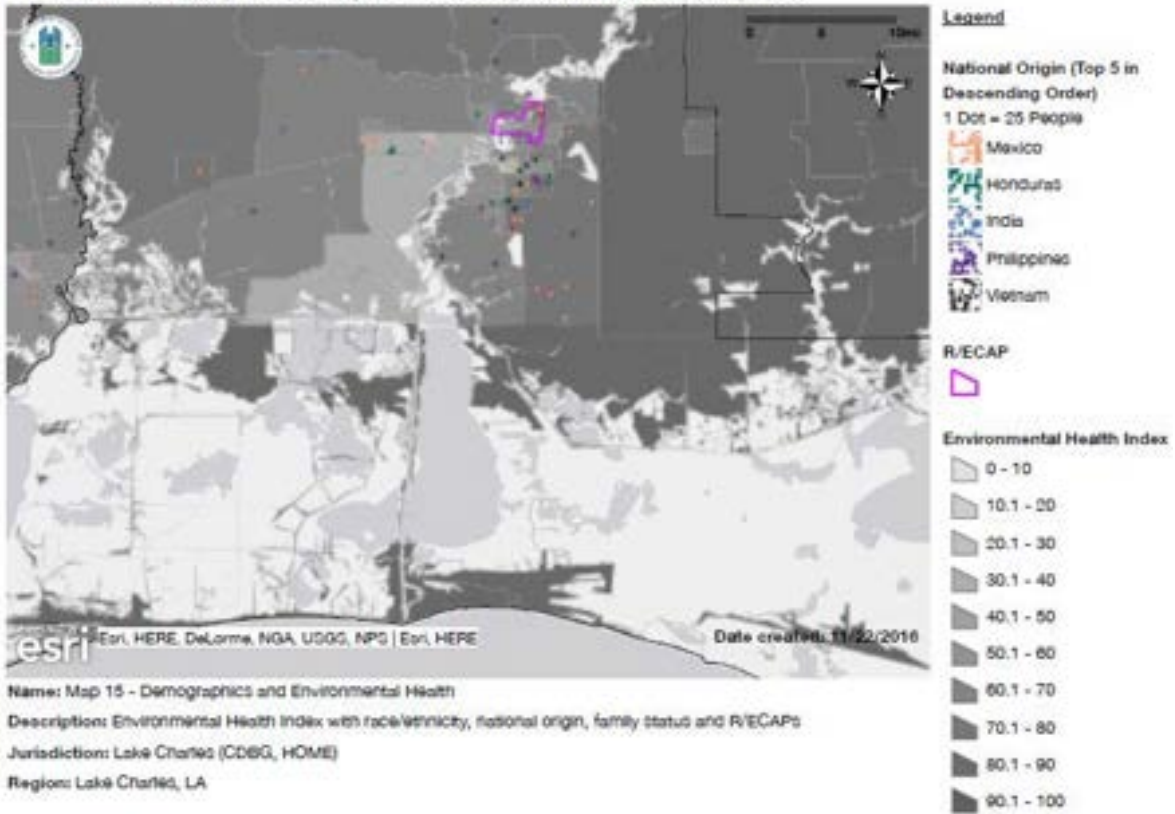 0
10mi
Legend
National Origin (Top 5 in
Descending Order)
1 Dot = 25 People
Mexico
Honduras
India
Philippines
Vietnam
R/ECAP
Environmental Health Index
0 - 10
10.1 - 20
20.1 - 30
30.1 - 40
40.1 - 50
50.1 - 60
60.1 - 70
70.1 - 80
80.1 - 90
90.1 - 100
esri
Esri, HERE, DeLorme, NGA, USGS, NPS | Esri, HERE
Date created: 11/22/2016
Name: Map 15 - Demographics and Environmental Health
Description: Environmental Health Index with race/ethnicity, national origin, family status and R/ECAPs
Jurisdiction: Lake Charles (CDBG, HOME)
Region: Lake Charles, LA